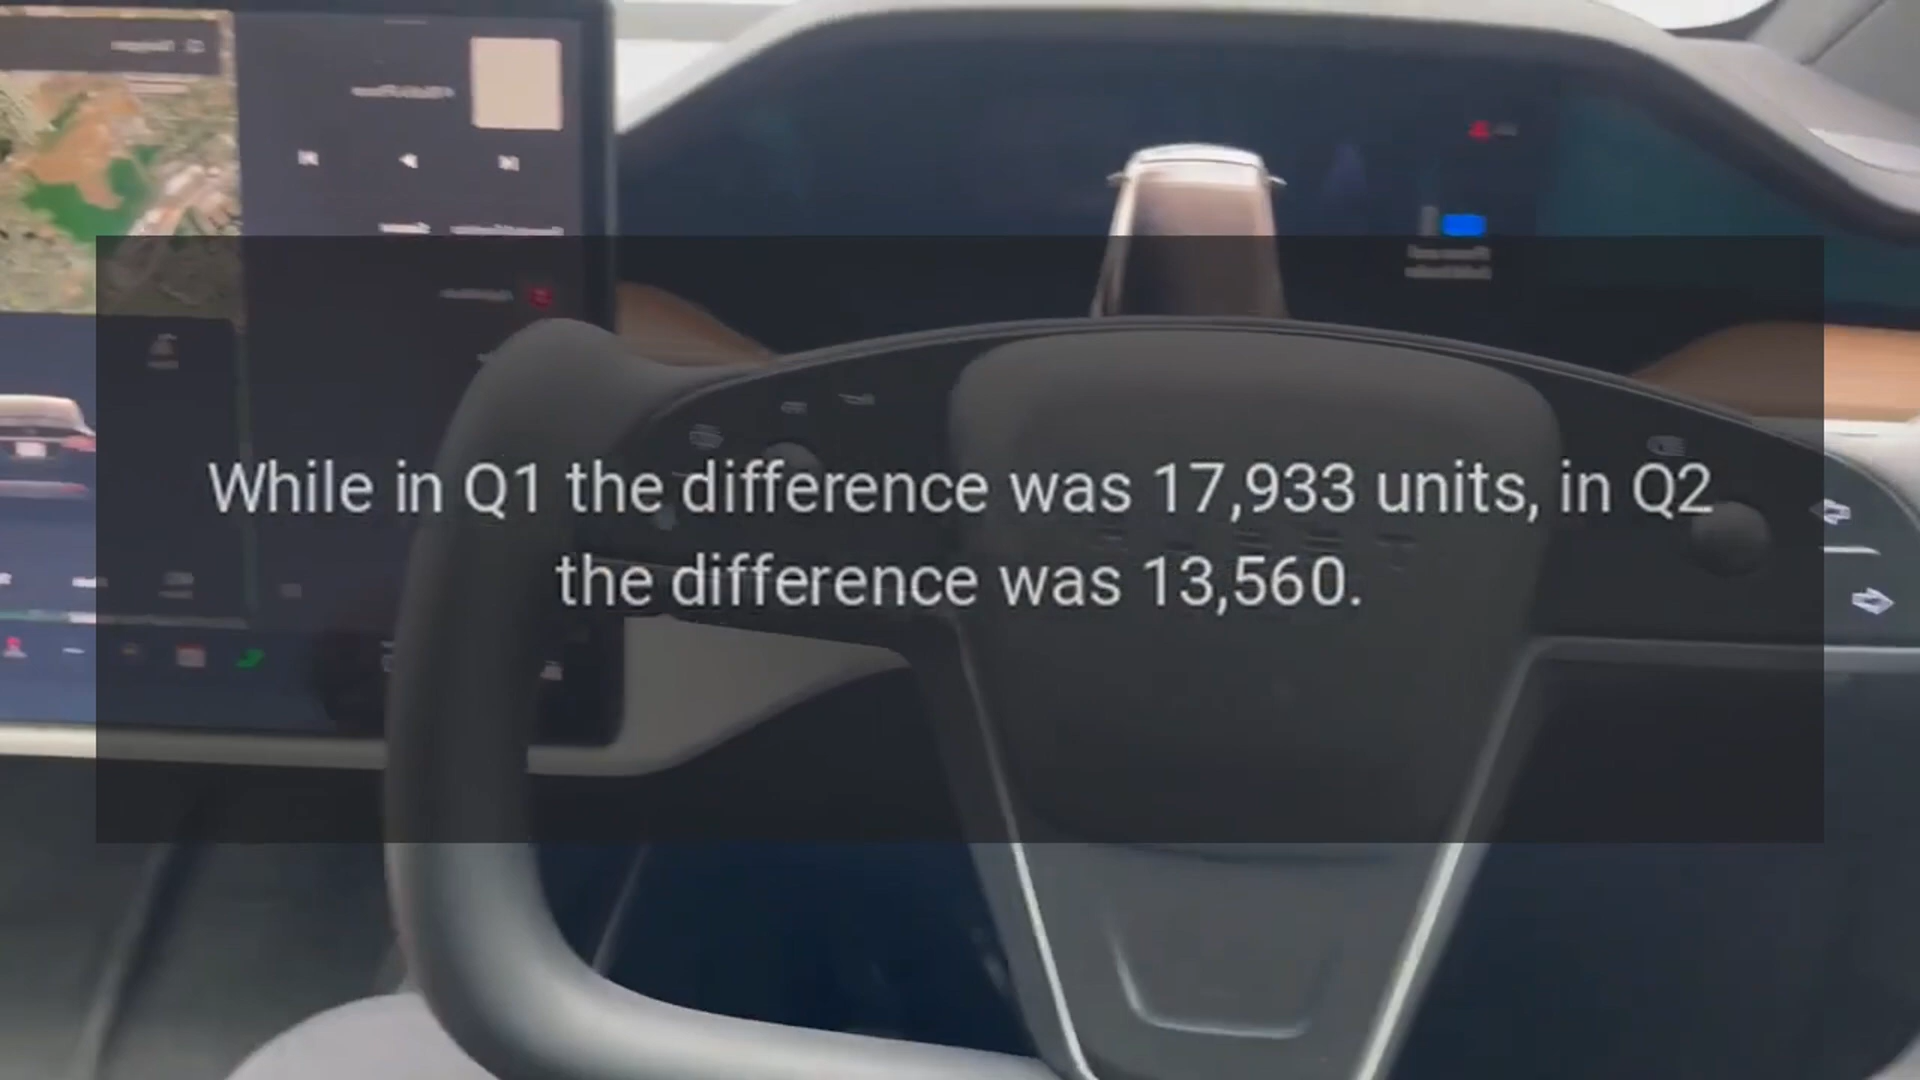 While in Q1 the difference was 17,933 units, in Q2
the difference was 13,560.